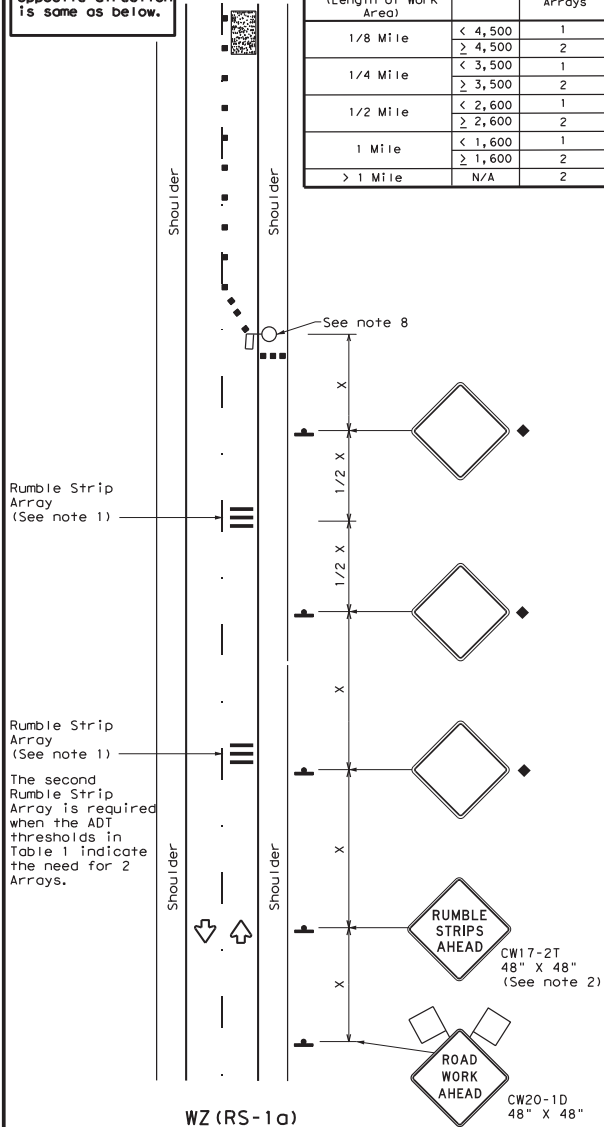 is same as below.
Area)
Arrays
1/8 Mile
< 4,500
1
≥ 4,500
2
1/4 Mile
< 3,500
1
≥ 3,500
2
1/2 Mile
< 2,600
1
≥ 2,600
2
1 Mile
< 1,600
1
≥ 1,600
2
> 1 Mile
N/A
2
Shoulder
Shoulder
See note 8
X
1/2 X
Rumble Strip
Array
(See note 1)
1/2 X
X
Rumble Strip
Array
(See note 1)
The second
Rumble Strip
Array is required
when the ADT
thresholds in
Table 1 indicate
the need for 2
Arrays.
X
Shoulder
Shoulder
RUMBLE
STRIPS
AHEAD
CW17-2T
48" X 48"
(See note 2)
X
ROAD
WORK
AHEAD
CW20-1D
48" X 48"
WZ(RS-1a)